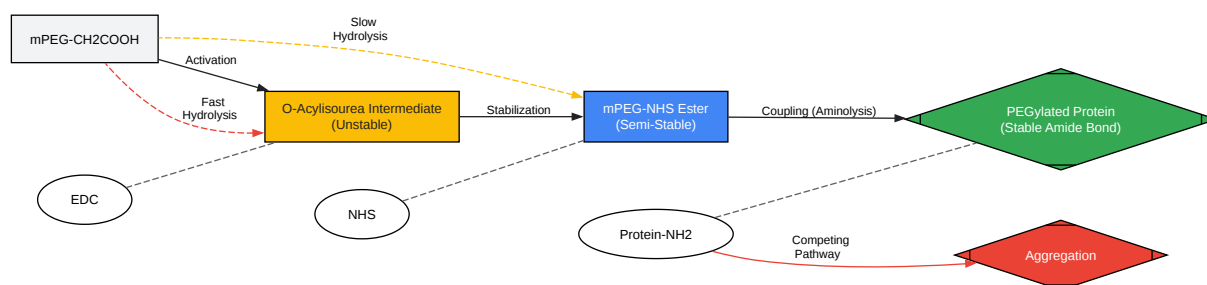 mPEG-CH2COOH
Slow
Hydrolysis
Activation
Fast
Hydrolysis
O-Acylisourea Intermediate
(Unstable)
Stabilization
mPEG-NHS Ester
(Semi-Stable)
Coupling (Aminolysis)
PEGylated Protein
(Stable Amide Bond)
EDC
NHS
Protein-NH2
Competing
Pathway
Aggregation